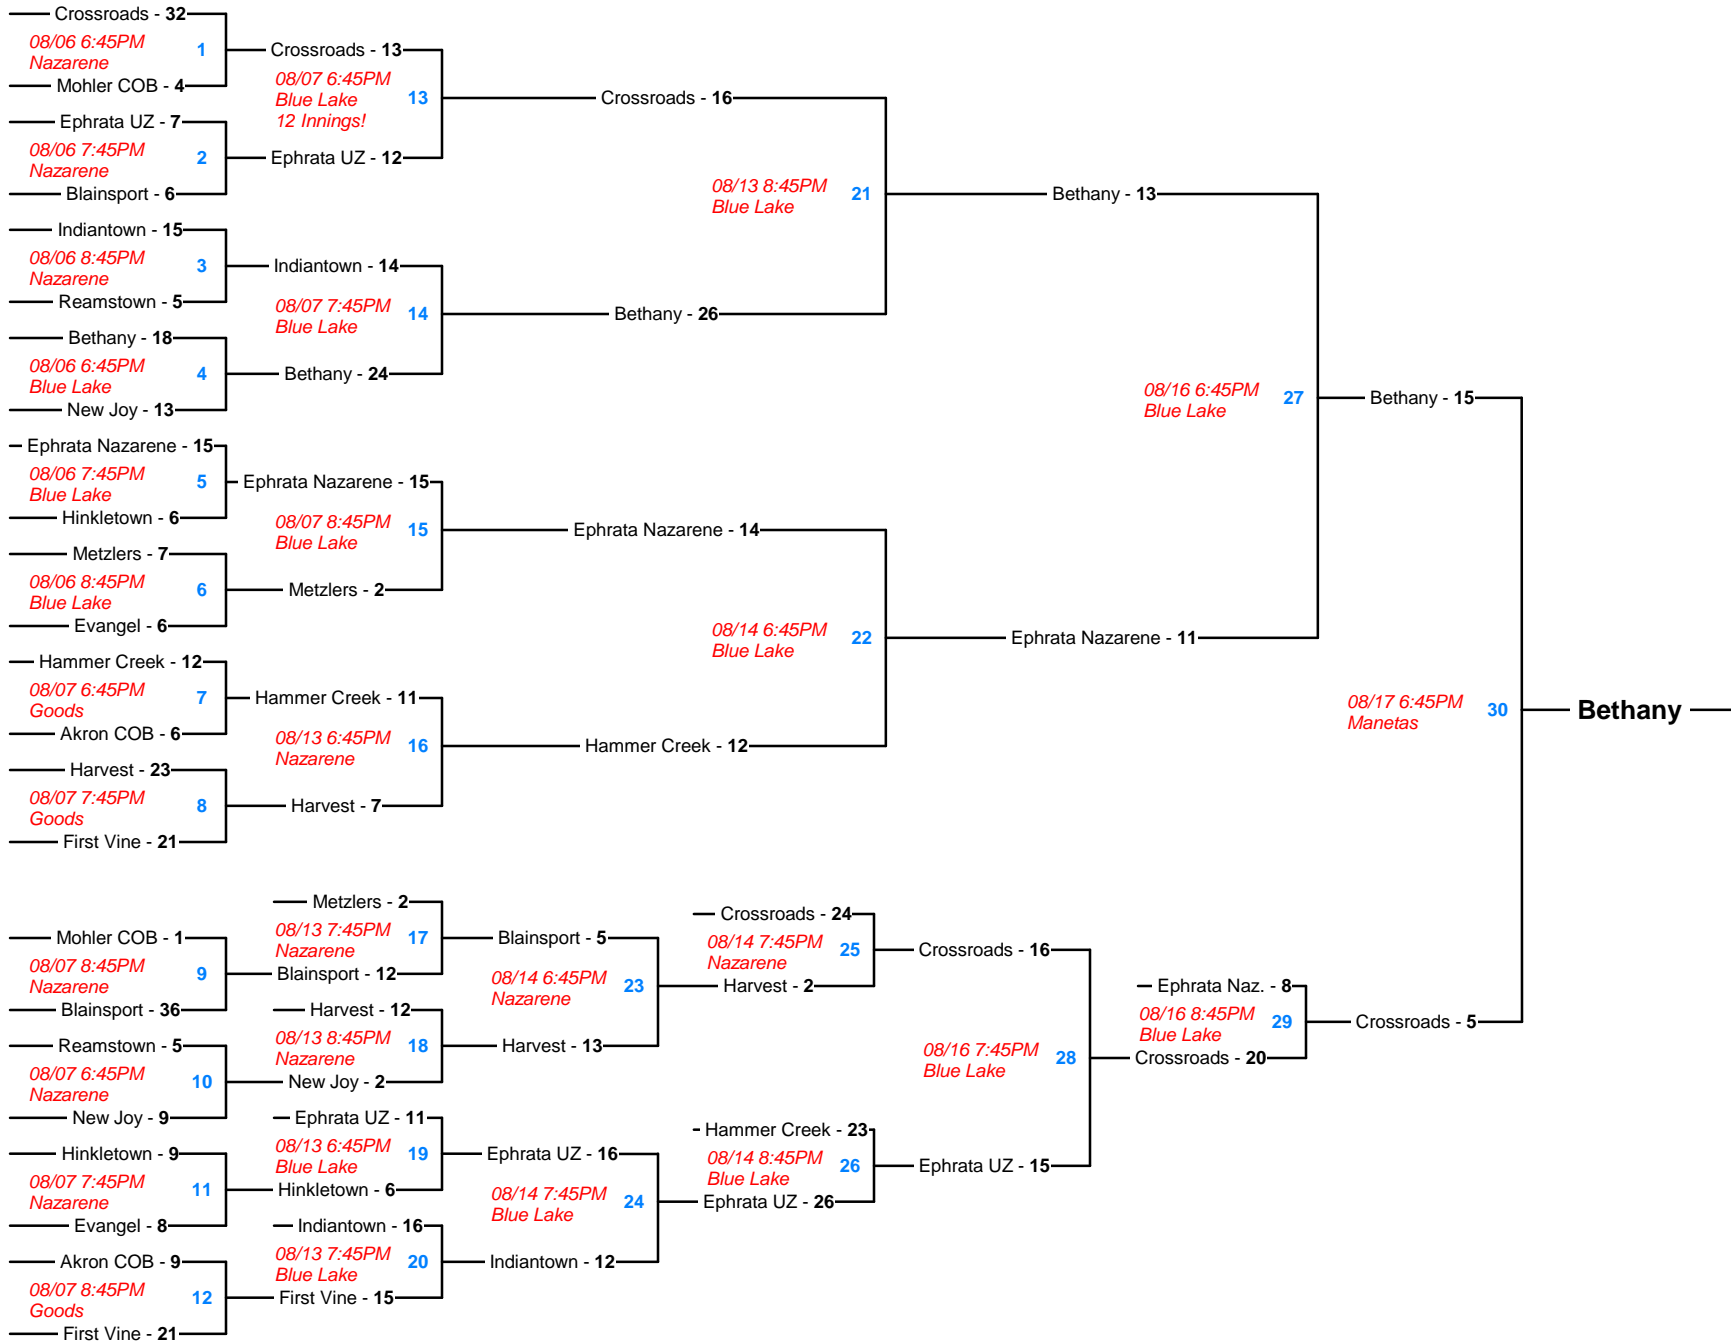 Crossroads - 32
08/06 6:45PM
Nazarene
1
Mohler COB - 4
Ephrata UZ - 7
08/06 7:45PM
Nazarene
2
Blainsport - 6
Indiantown - 15
08/06 8:45PM
Nazarene
3
Reamstown - 5
Bethany - 18
08/06 6:45PM
Blue Lake
4
New Joy - 13
Ephrata Nazarene - 15
08/06 7:45PM
Blue Lake
5
Hinkletown - 6
Metzlers - 7
08/06 8:45PM
Blue Lake
6
Evangel - 6
Hammer Creek - 12
08/07 6:45PM
Goods
7
Akron COB - 6
Harvest - 23
08/07 7:45PM
Goods
8
First Vine - 21
Crossroads - 13
08/07 6:45PM
Blue Lake
12 Innings!
13
Ephrata UZ - 12
Indiantown - 14
08/07 7:45PM
Blue Lake
14
Bethany - 24
Ephrata Nazarene - 15
08/07 8:45PM
Blue Lake
15
Metzlers - 2
Hammer Creek - 11
08/13 6:45PM
Nazarene
16
Harvest - 7
Crossroads - 16
08/13 8:45PM
Blue Lake
21
Bethany - 26
Ephrata Nazarene - 14
08/14 6:45PM
Blue Lake
22
Hammer Creek - 12
Bethany - 13
08/16 6:45PM
Blue Lake
27
Ephrata Nazarene - 11
Bethany - 15
08/17 6:45PM
Manetas
30
Bethany
Mohler COB - 1
08/07 8:45PM
Nazarene
9
Blainsport - 36
Reamstown - 5
08/07 6:45PM
Nazarene
10
New Joy - 9
Hinkletown - 9
08/07 7:45PM
Nazarene
11
Evangel - 8
Akron COB - 9
08/07 8:45PM
Goods
12
First Vine - 21
Metzlers - 2
08/13 7:45PM
Nazarene
17
Blainsport - 12
Harvest - 12
08/13 8:45PM
Nazarene
18
New Joy - 2
Ephrata UZ - 11
08/13 6:45PM
Blue Lake
19
Hinkletown - 6
Indiantown - 16
08/13 7:45PM
Blue Lake
20
First Vine - 15
Blainsport - 5
08/14 6:45PM
Nazarene
23
Harvest - 13
Ephrata UZ - 16
08/14 7:45PM
Blue Lake
24
Indiantown - 12
Crossroads - 24
08/14 7:45PM
Nazarene
25
Harvest - 2
Hammer Creek - 23
08/14 8:45PM
Blue Lake
26
Ephrata UZ - 26
Crossroads - 16
08/16 7:45PM
Blue Lake
28
Ephrata UZ - 15
Ephrata Naz. - 8
08/16 8:45PM
Blue Lake
29
Crossroads - 20
Crossroads - 5